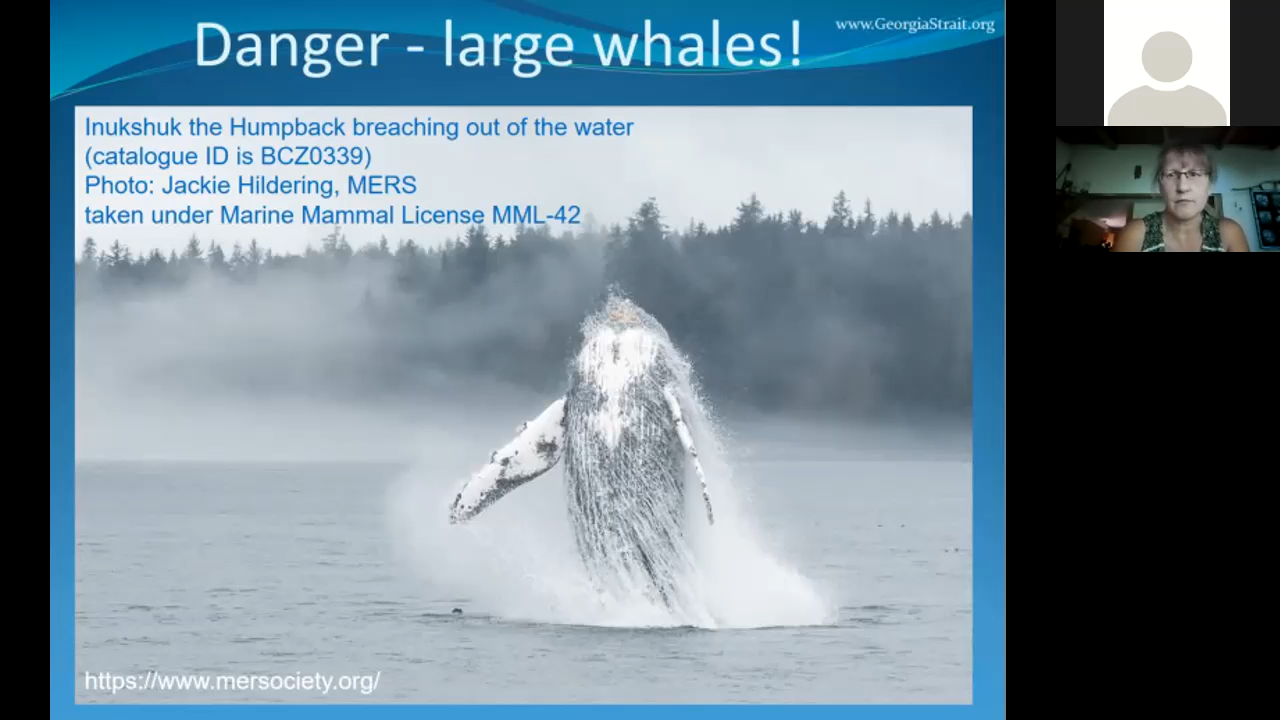 www.GeorgiaStrait.org
Danger - large whales!
Inukshuk the Humpback breaching out of the water
(catalogue ID is BCZ0339)
Photo: Jackie Hildering, MERS
taken under Marine Mammal License MML-42
https://www.mersociety.org/